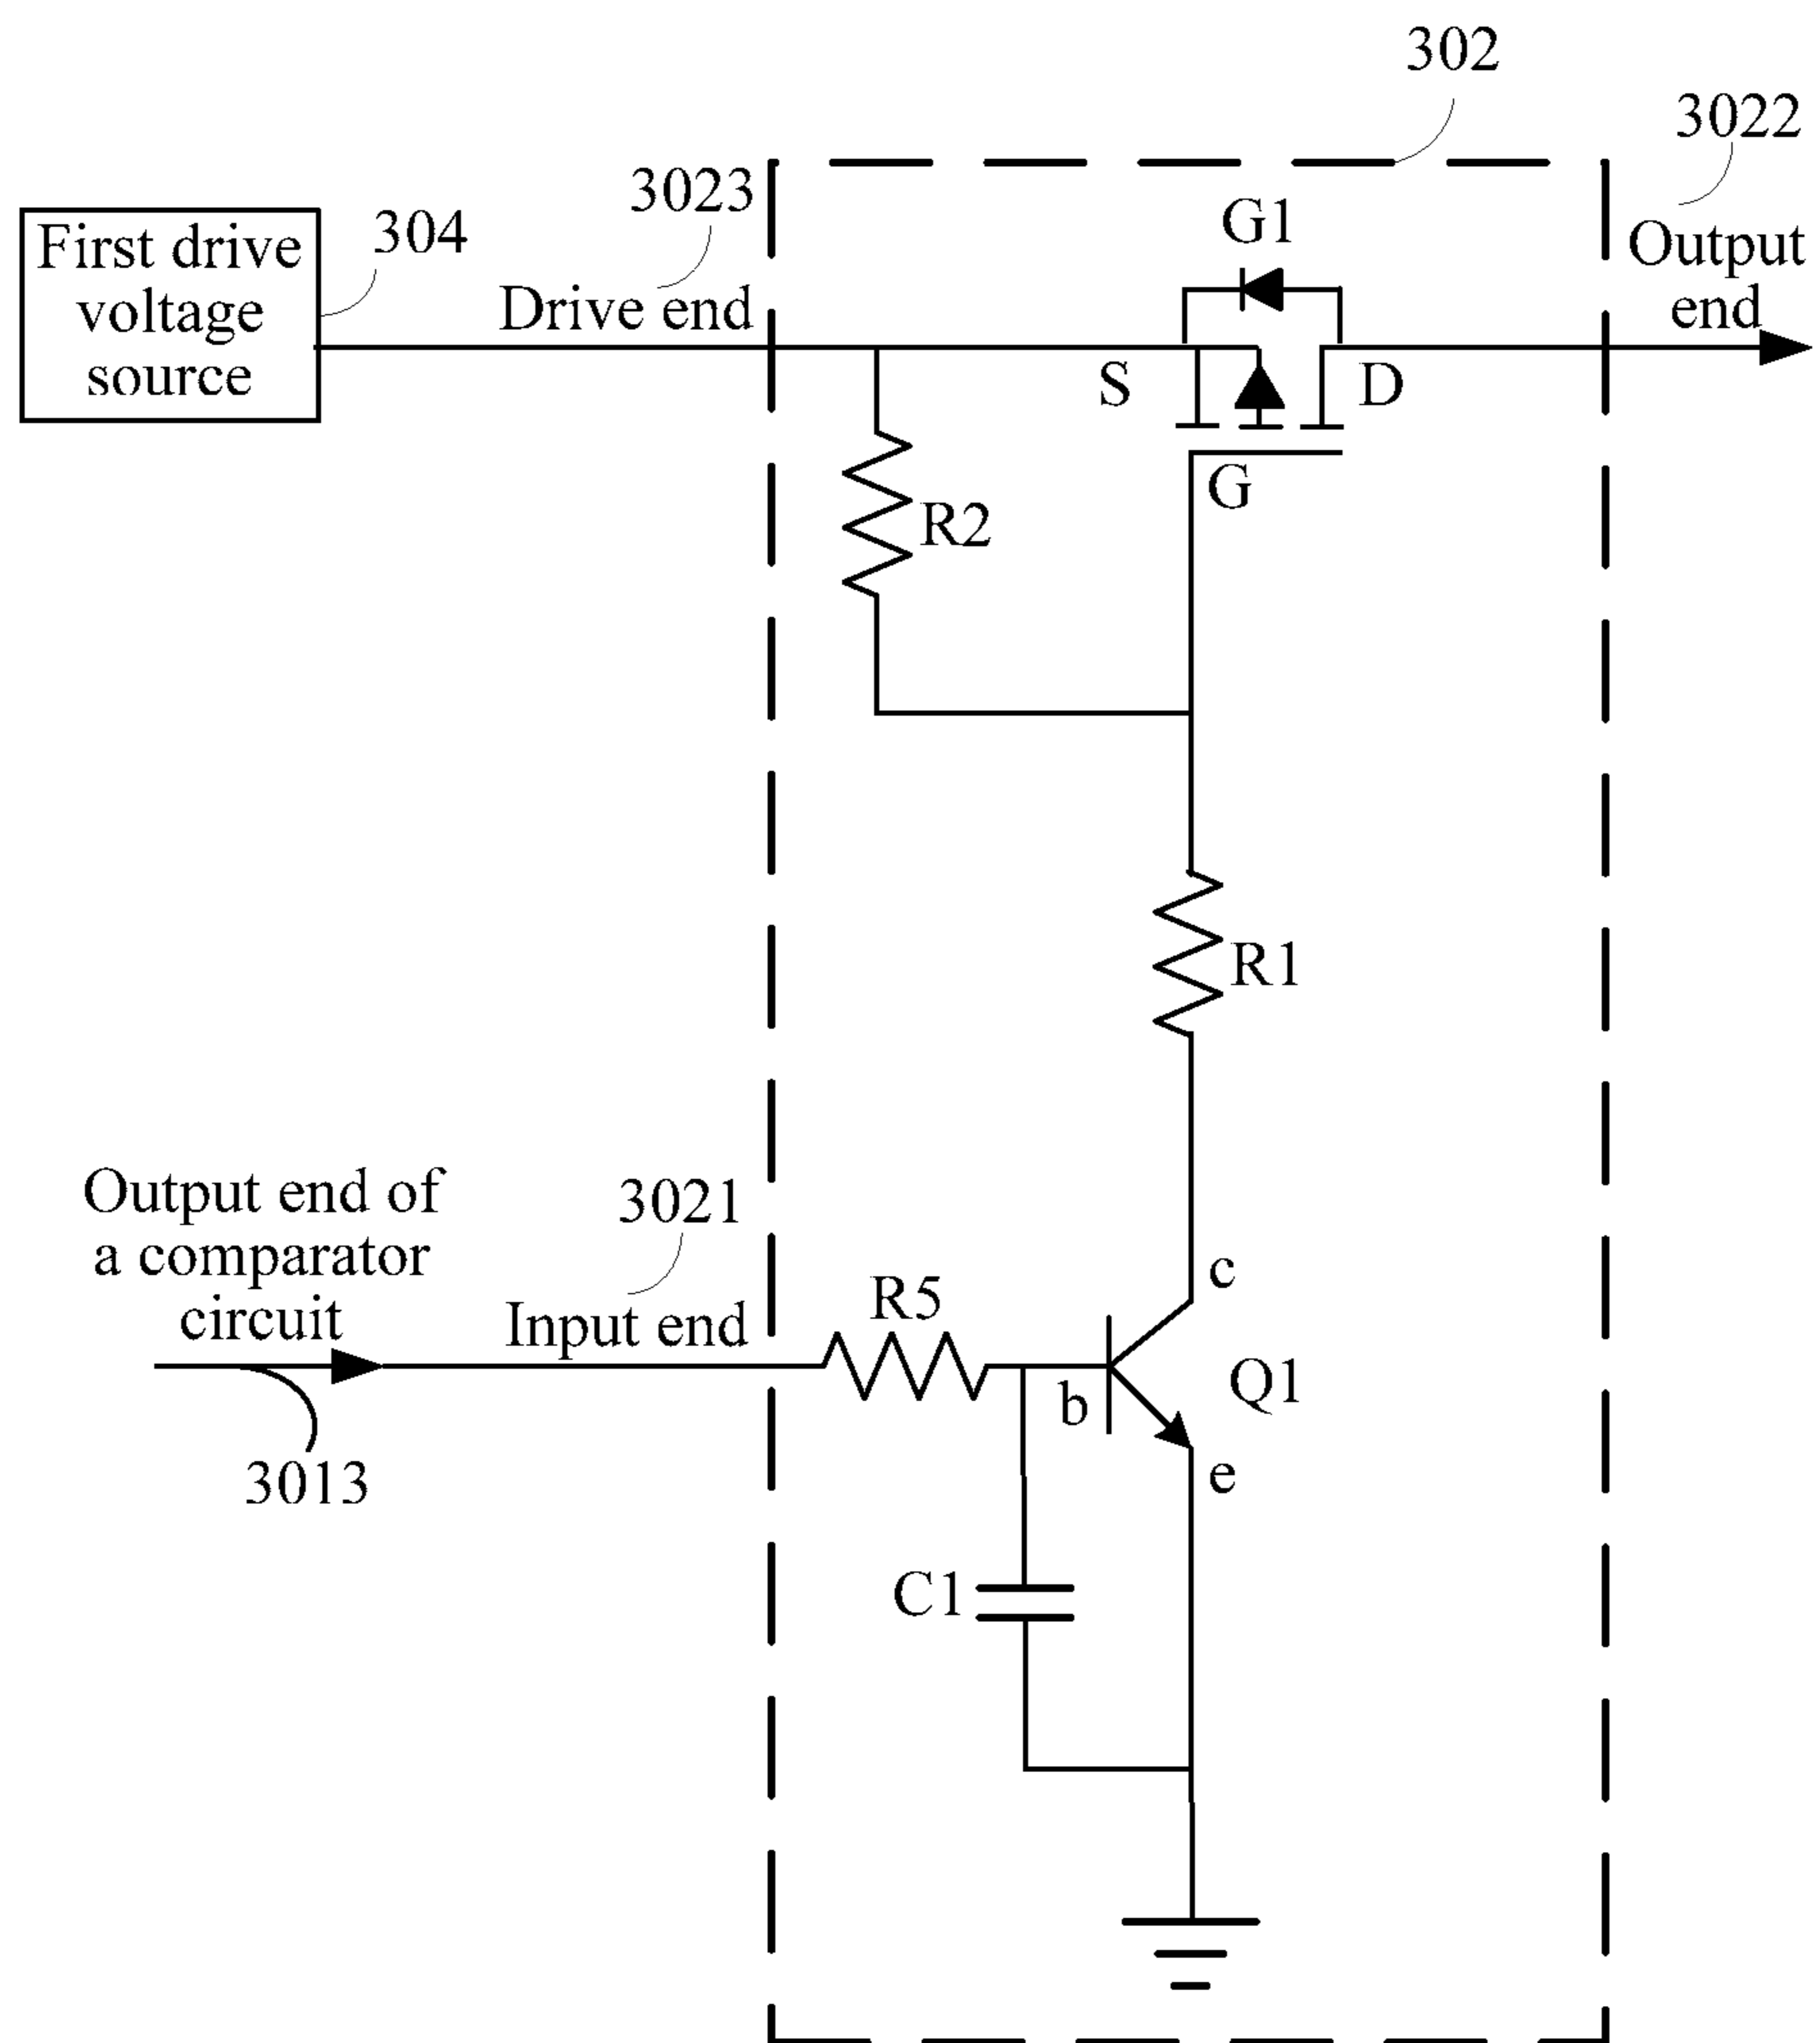 302
3022
3023
G1
304
First drive
voltage
source
Drive end
Output
end
S
D
G
R2
R1
Output end of
a comparator
circuit
3021
Input end
R5
c
b
Q1
e
3013
C1